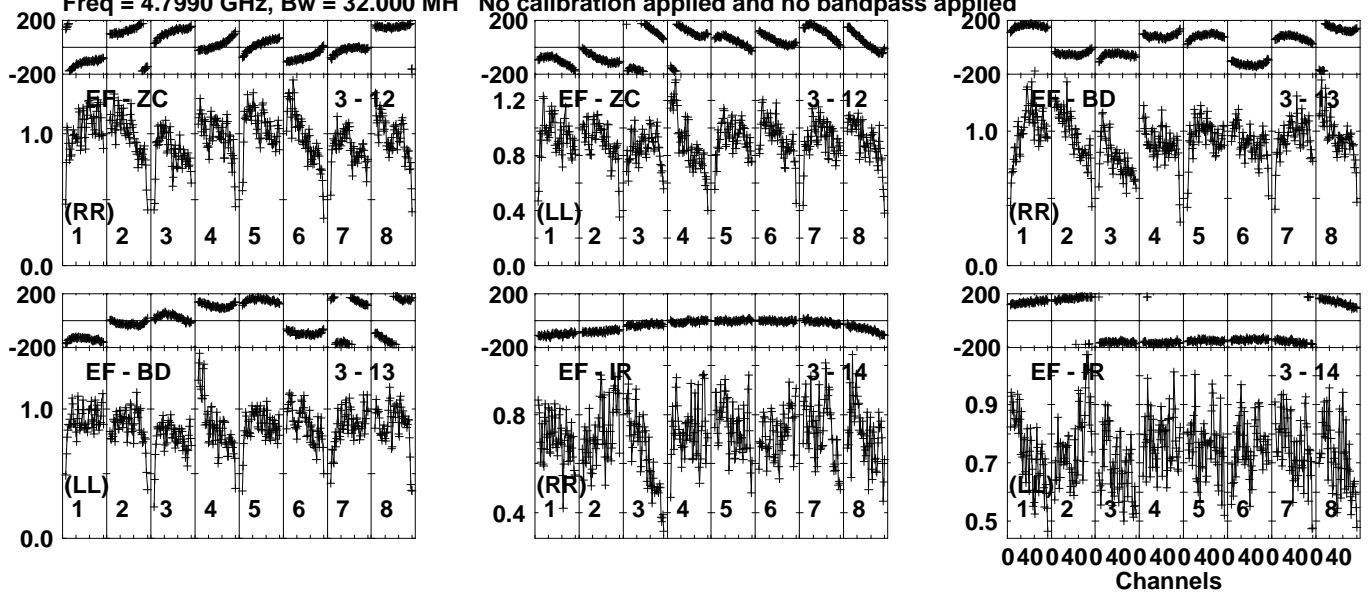 Freq = 4.7990 GHz, Bw = 32.000 MH No calibration applied and no bandpass applied
200
-200
EF - ZC 3 - 12
1.0
(RR)
1 2 3 4 5 6 7 8
0.0
200
-200
EF - ZC 3 - 12
1.2
0.8
0.4
(LL)
1 2 3 4 5 6 7 8
0.0
200
-200
EF - BD 3 - 13
1.0
(RR)
1 2 3 4 5 6 7 8
0.0
200
-200
EF - BD 3 - 13
1.0
(LL)
1 2 3 4 5 6 7 8
0.0
200
-200
EF - IR 3 - 14
0.8
(RR)
1 2 3 4 5 6 7 8
0.4
200
-200
EF - IR 3 - 14
0.9
0.7
(LL)
1 2 3 4 5 6 7 8
0.5
0 40 0 40 0 40 0 40 0 40 0 40 0 40 0 40
Channels